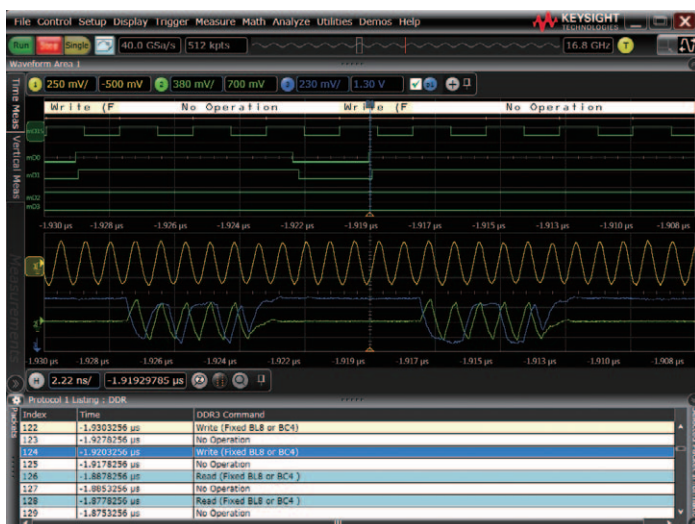 File Control Setup Display Trigger Measure Math Analyze Utilities Demos Help
KEYSIGHT
TECHNOLOGIES
Run Stop Single 40.0 GSa/s 512 kpts 16.8 GHz T
Waveform Area 1
1 250 mV/ -500 mV 2 380 mV/ 700 mV 3 230 mV/ 1.30 V
Time Meas
Vertical Meas
Measurements
Write (F No Operation Write (F No Operation
mD0
mD1
mD2
mD3
-1.930 µs -1.928 µs -1.926 µs -1.924 µs -1.922 µs -1.919 µs -1.917 µs -1.915 µs -1.913 µs -1.910 µs -1.908 µs
-1.930 µs -1.928 µs -1.926 µs -1.924 µs -1.922 µs -1.919 µs -1.917 µs -1.915 µs -1.913 µs -1.910 µs -1.908 µs
H 2.22 ns/ -1.91929785 µs
Protocol 1 Listing : DDR
Packets
Index Time DDR3 Command
122 -1.9303256 µs Write (Fixed BL8 or BC4)
123 -1.9278256 µs No Operation
124 -1.9203256 µs Write (Fixed BL8 or BC4)
125 -1.9178256 µs No Operation
126 -1.8878256 µs Read (Fixed BL8 or BC4 )
127 -1.8853256 µs No Operation
128 -1.8778256 µs Read (Fixed BL8 or BC4 )
129 -1.8753256 µs No Operation